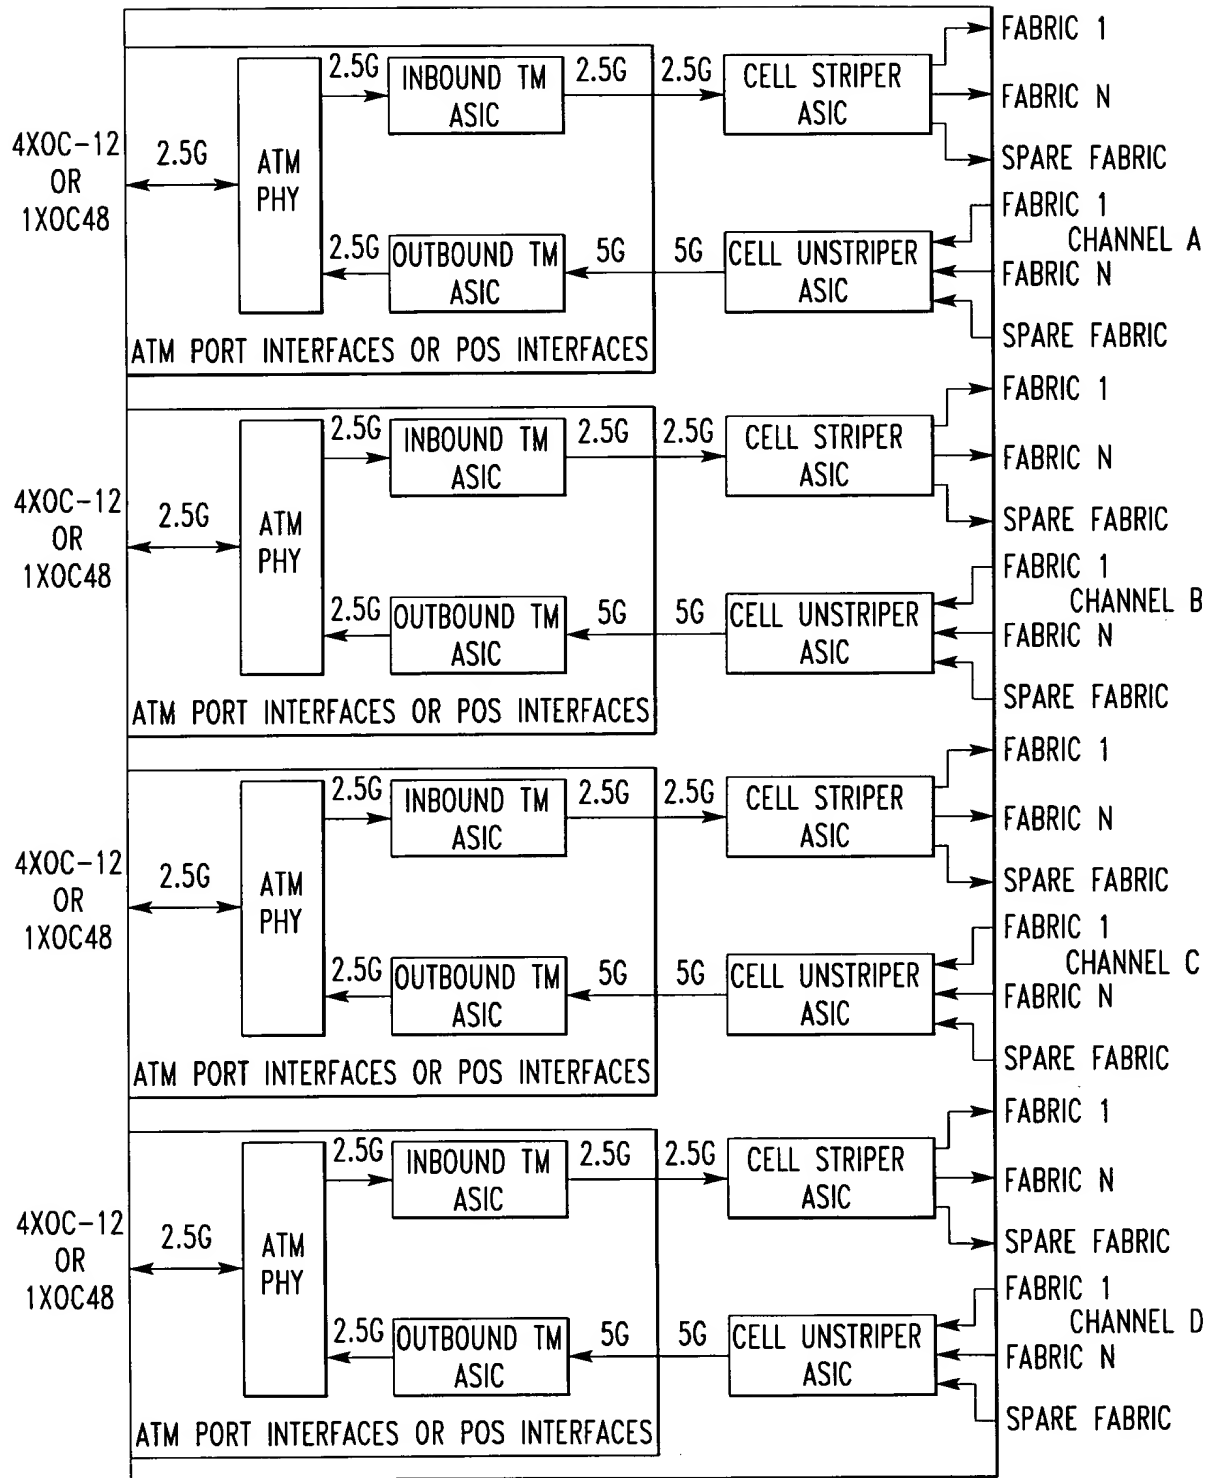 FABRIC 1
2.5G
INBOUND TM
ASIC
2.5G
2.5G
CELL STRIPER
ASIC
FABRIC N
4XOC-12
OR
1XOC48
2.5G
ATM
PHY
SPARE FABRIC
FABRIC 1
CHANNEL A
2.5G
OUTBOUND TM
ASIC
5G
5G
CELL UNSTRIPER
ASIC
FABRIC N
SPARE FABRIC
ATM PORT INTERFACES OR POS INTERFACES
FABRIC 1
2.5G
INBOUND TM
ASIC
2.5G
2.5G
CELL STRIPER
ASIC
FABRIC N
4XOC-12
OR
1XOC48
2.5G
ATM
PHY
SPARE FABRIC
FABRIC 1
CHANNEL B
2.5G
OUTBOUND TM
ASIC
5G
5G
CELL UNSTRIPER
ASIC
FABRIC N
SPARE FABRIC
ATM PORT INTERFACES OR POS INTERFACES
FABRIC 1
2.5G
INBOUND TM
ASIC
2.5G
2.5G
CELL STRIPER
ASIC
FABRIC N
4XOC-12
OR
1XOC48
2.5G
ATM
PHY
SPARE FABRIC
FABRIC 1
CHANNEL C
2.5G
OUTBOUND TM
ASIC
5G
5G
CELL UNSTRIPER
ASIC
FABRIC N
SPARE FABRIC
ATM PORT INTERFACES OR POS INTERFACES
FABRIC 1
2.5G
INBOUND TM
ASIC
2.5G
2.5G
CELL STRIPER
ASIC
FABRIC N
4XOC-12
OR
1XOC48
2.5G
ATM
PHY
SPARE FABRIC
FABRIC 1
CHANNEL D
2.5G
OUTBOUND TM
ASIC
5G
5G
CELL UNSTRIPER
ASIC
FABRIC N
SPARE FABRIC
ATM PORT INTERFACES OR POS INTERFACES